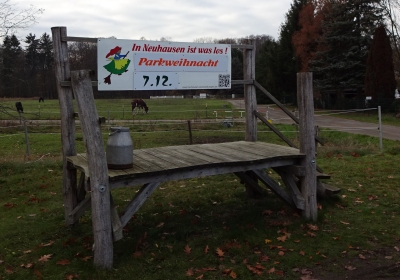 In Neuhausen ist was los !
Parkweihnacht
7.12.